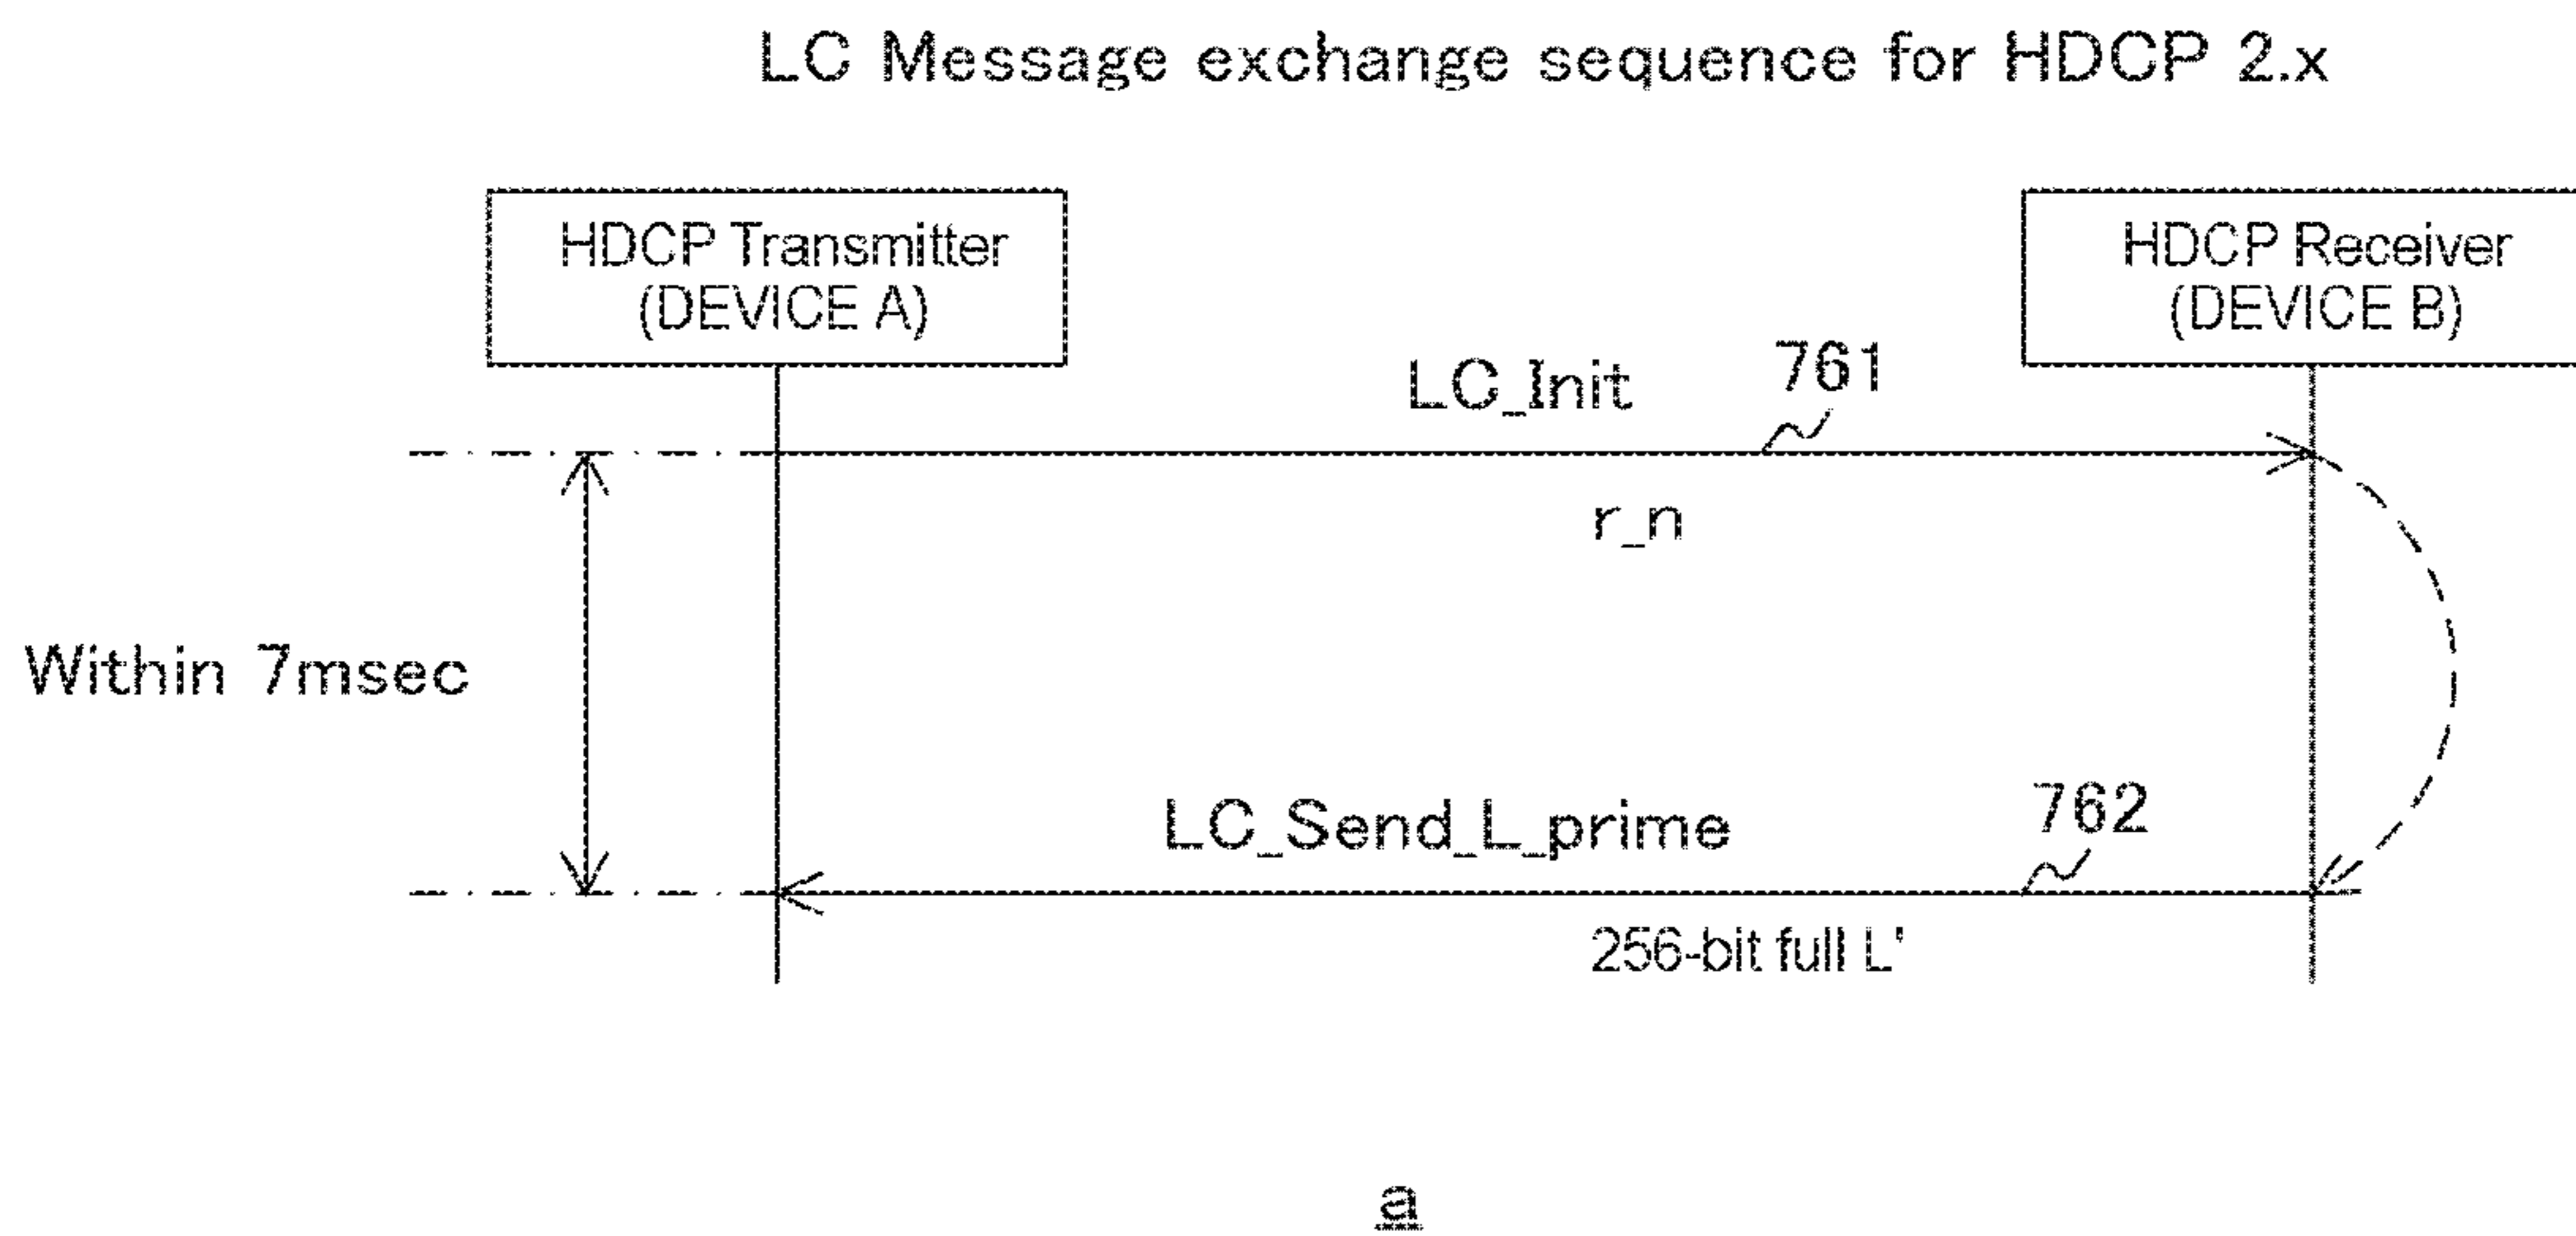 LC Message exchange sequence for HDCP 2.x
HDCP Transmitter
(DEVICE A)
HDCP Receiver
(DEVICE B)
LC_Init
761
r_n
Within 7msec
LC_Send_L_prime
762
256-bit full L'
a